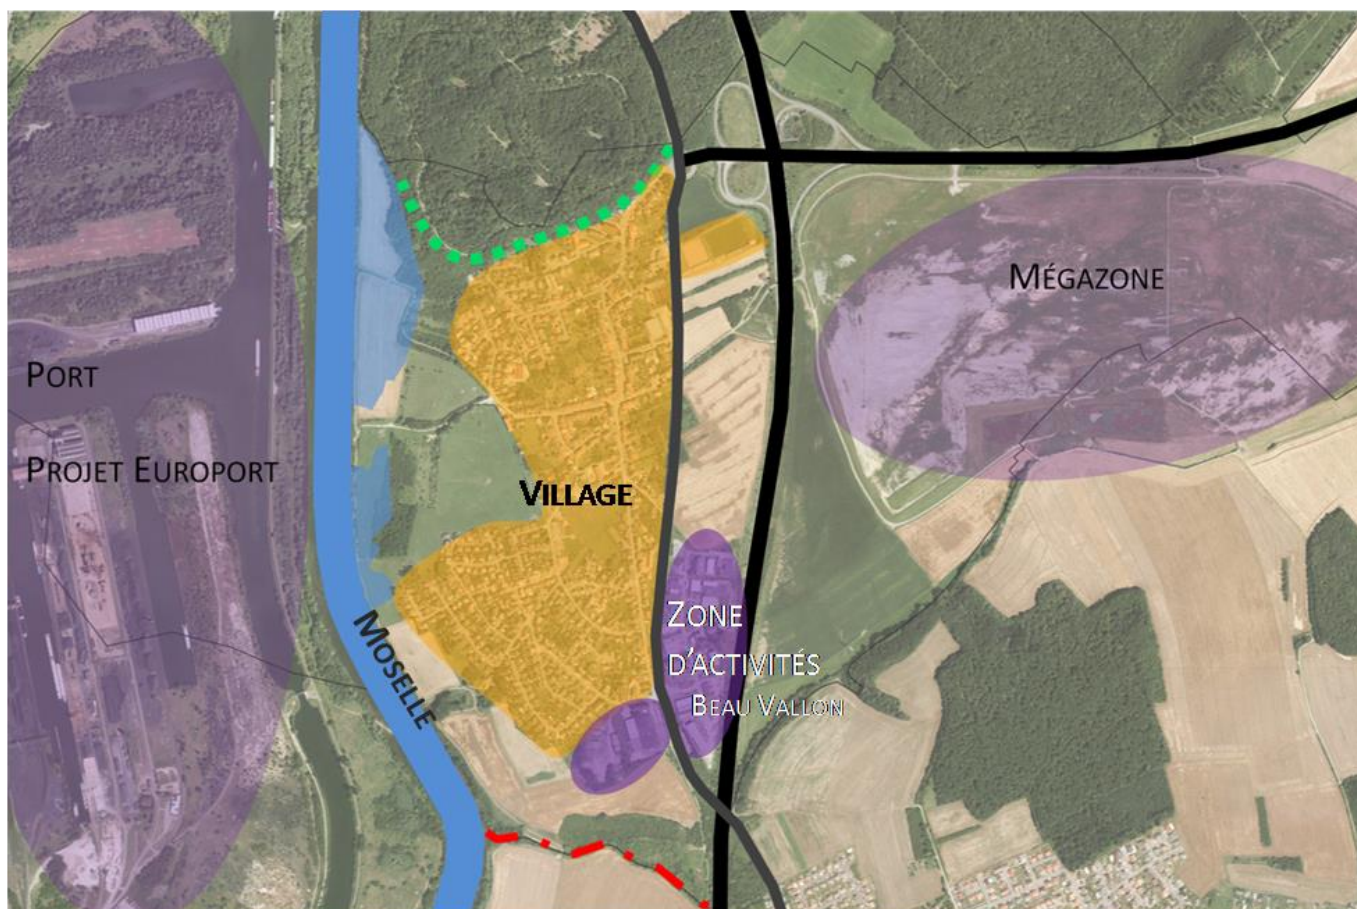 MÉGAZONE
PORT
PROJET EUROPORT
VILLAGE
ZONE
D'ACTIVITÉS
BEAU VALLON
MOSELLE